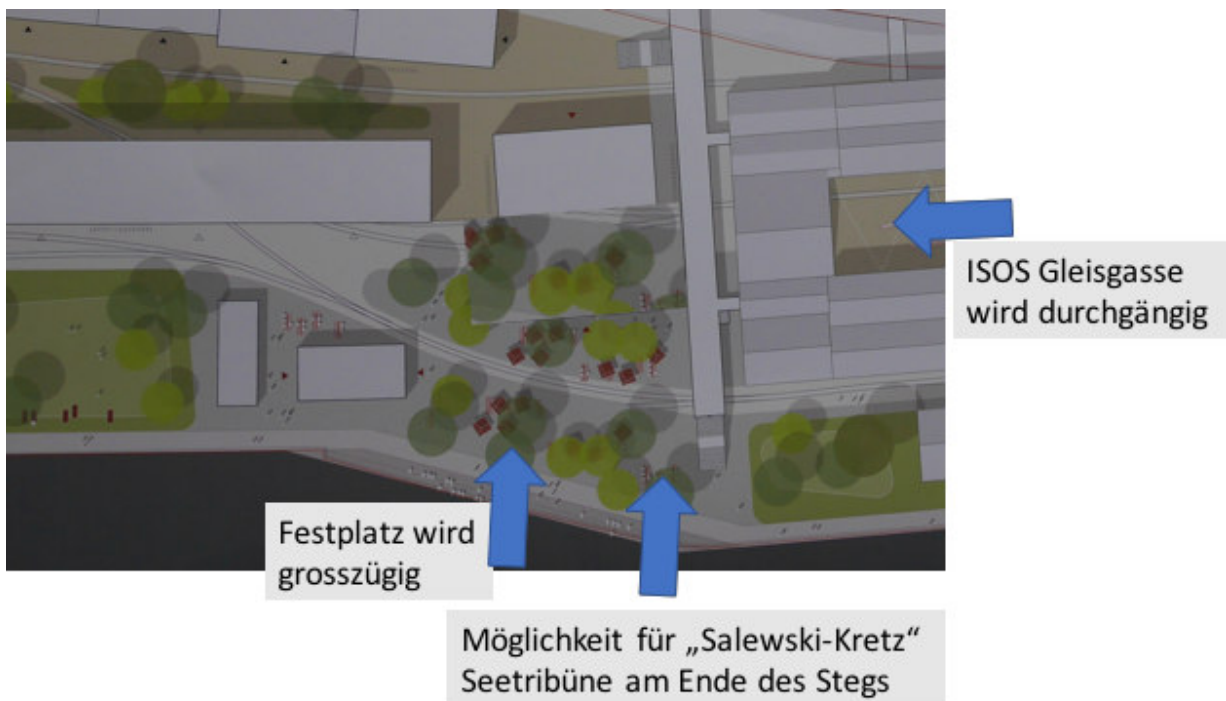 ISOS Gleisgasse
wird durchgängig
Festplatz wird
grosszügig
Möglichkeit für „Salewski-Kretz“
Seetribüne am Ende des Stegs